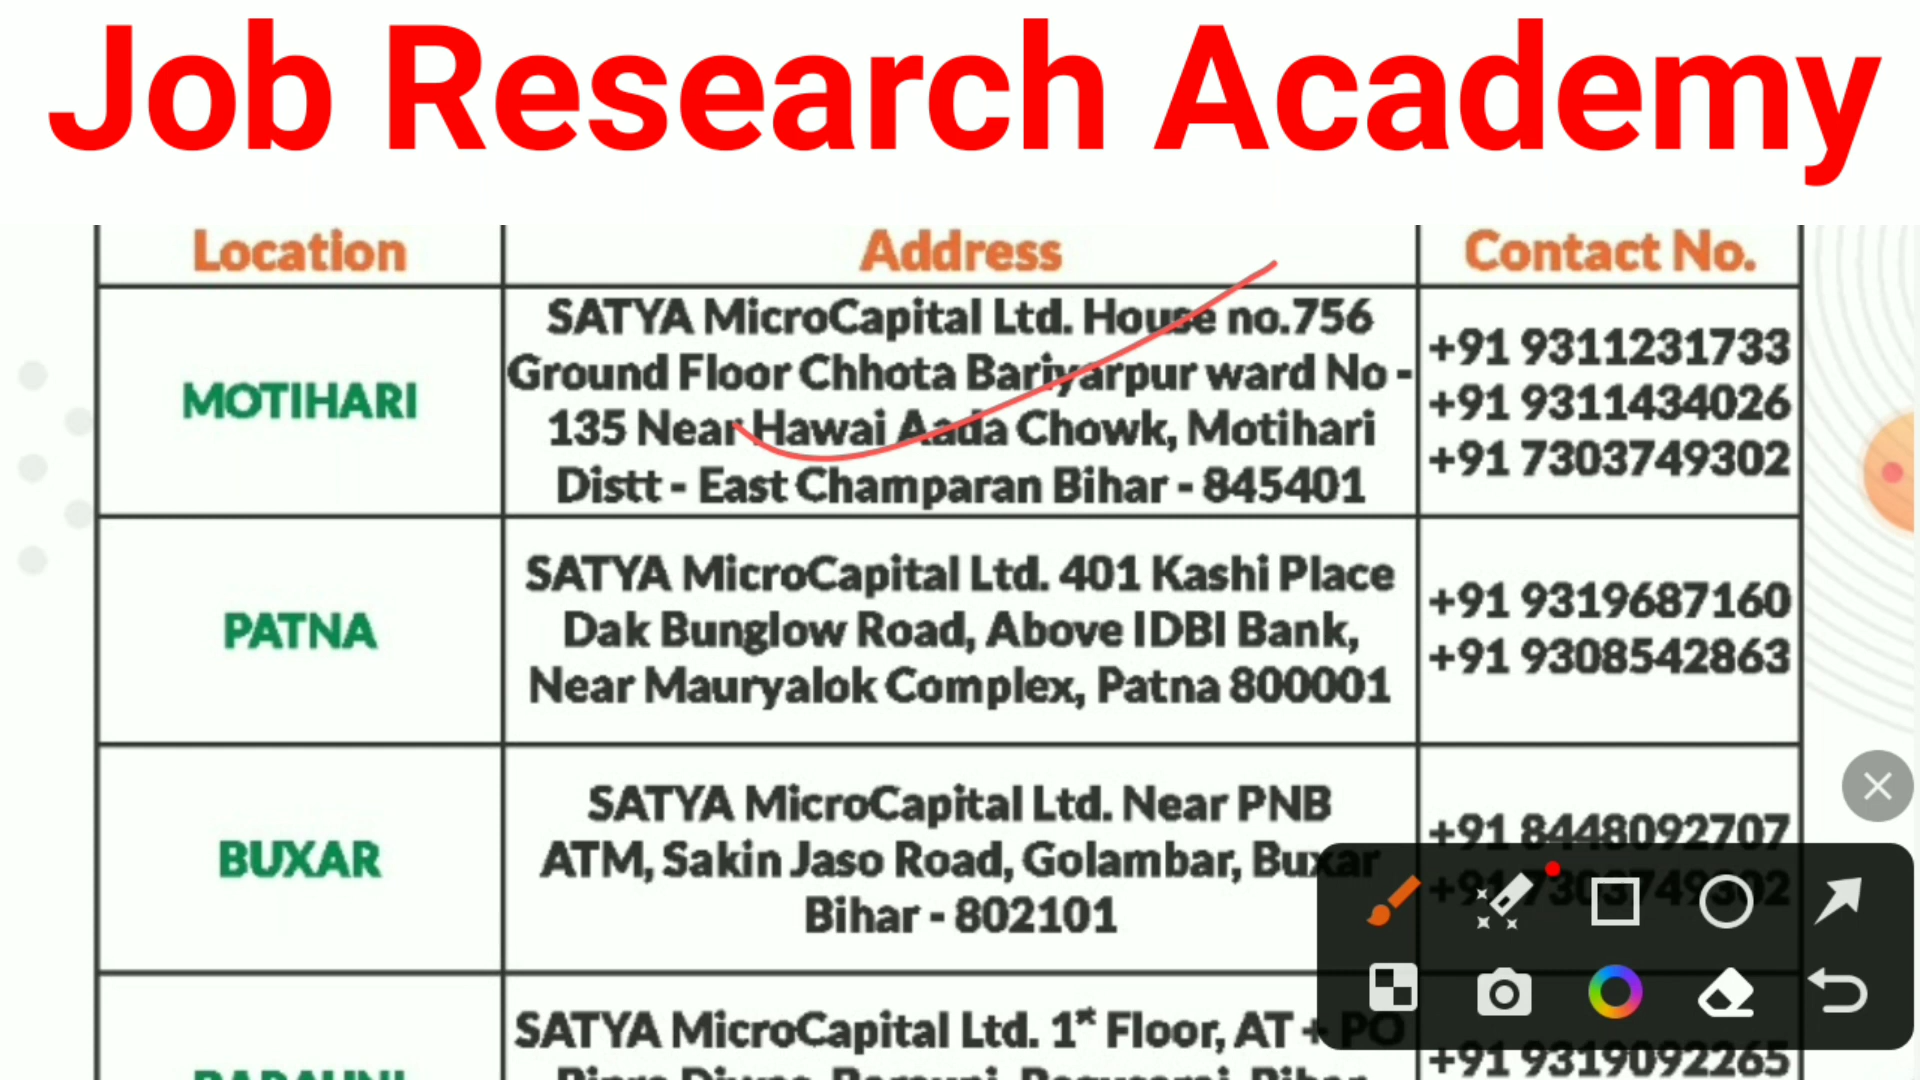 Job Research Academy
Location
Address
Contact No.
MOTIHARI
SATYA MicroCapital Ltd. House no.756
Ground Floor Chhota Bariyarpur ward No -
135 Near Hawai Aada Chowk, Motihari
Distt - East Champaran Bihar - 845401
+91 9311231733
+91 9311434026
+91 7303749302
PATNA
SATYA MicroCapital Ltd. 401 Kashi Place
Dak Bunglow Road, Above IDBI Bank,
Near Mauryalok Complex, Patna 800001
+91 9319687160
+91 9308542863
BUXAR
SATYA MicroCapital Ltd. Near PNB
ATM, Sakin Jaso Road, Golambar, Buxar
Bihar - 802101
+91 8448092707
+91 7303749302
SATYA MicroCapital Ltd. 1st Floor, AT + PO
+91 9319092265